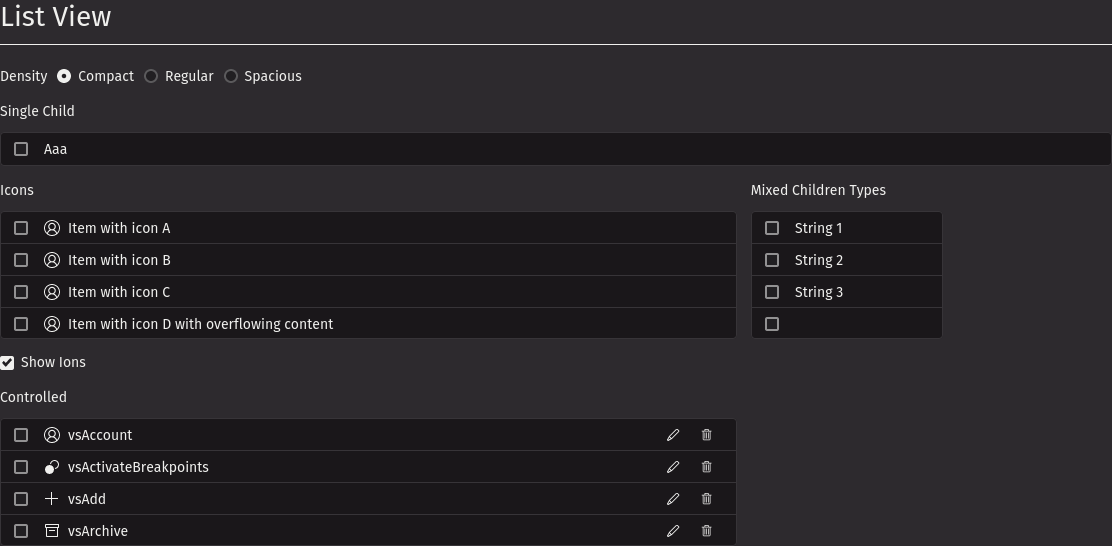 List View
Density Compact Regular Spacious
Single Child
Aaa
Icons
Item with icon A
Item with icon B
Item with icon C
Item with icon D with overflowing content
Mixed Children Types
String 1
String 2
String 3
Show Ions
Controlled
vsAccount
vsActivateBreakpoints
vsAdd
vsArchive